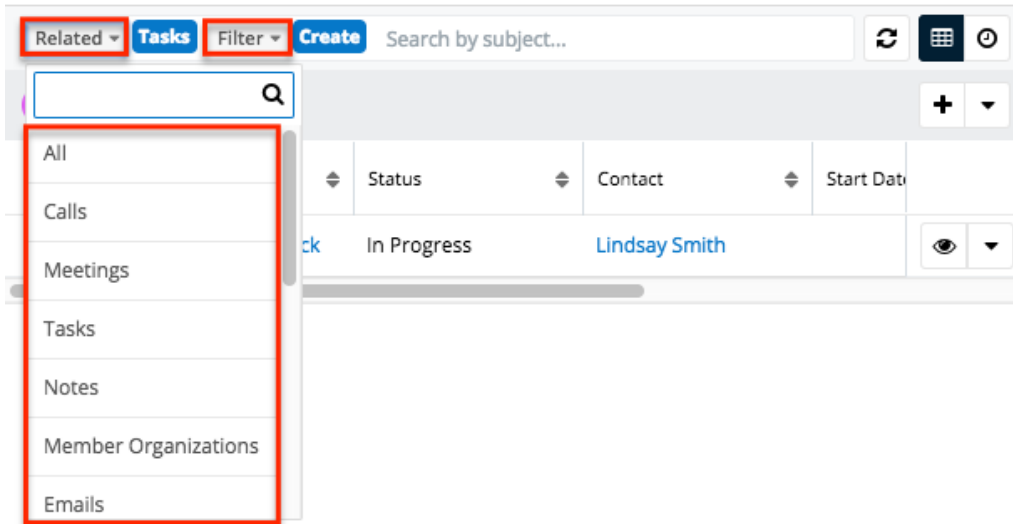 Related Tasks Filter Create Search by subject...
All
Status Contact Start Dat
Calls
ck In Progress Lindsay Smith
Meetings
Tasks
Notes
Member Organizations
Emails